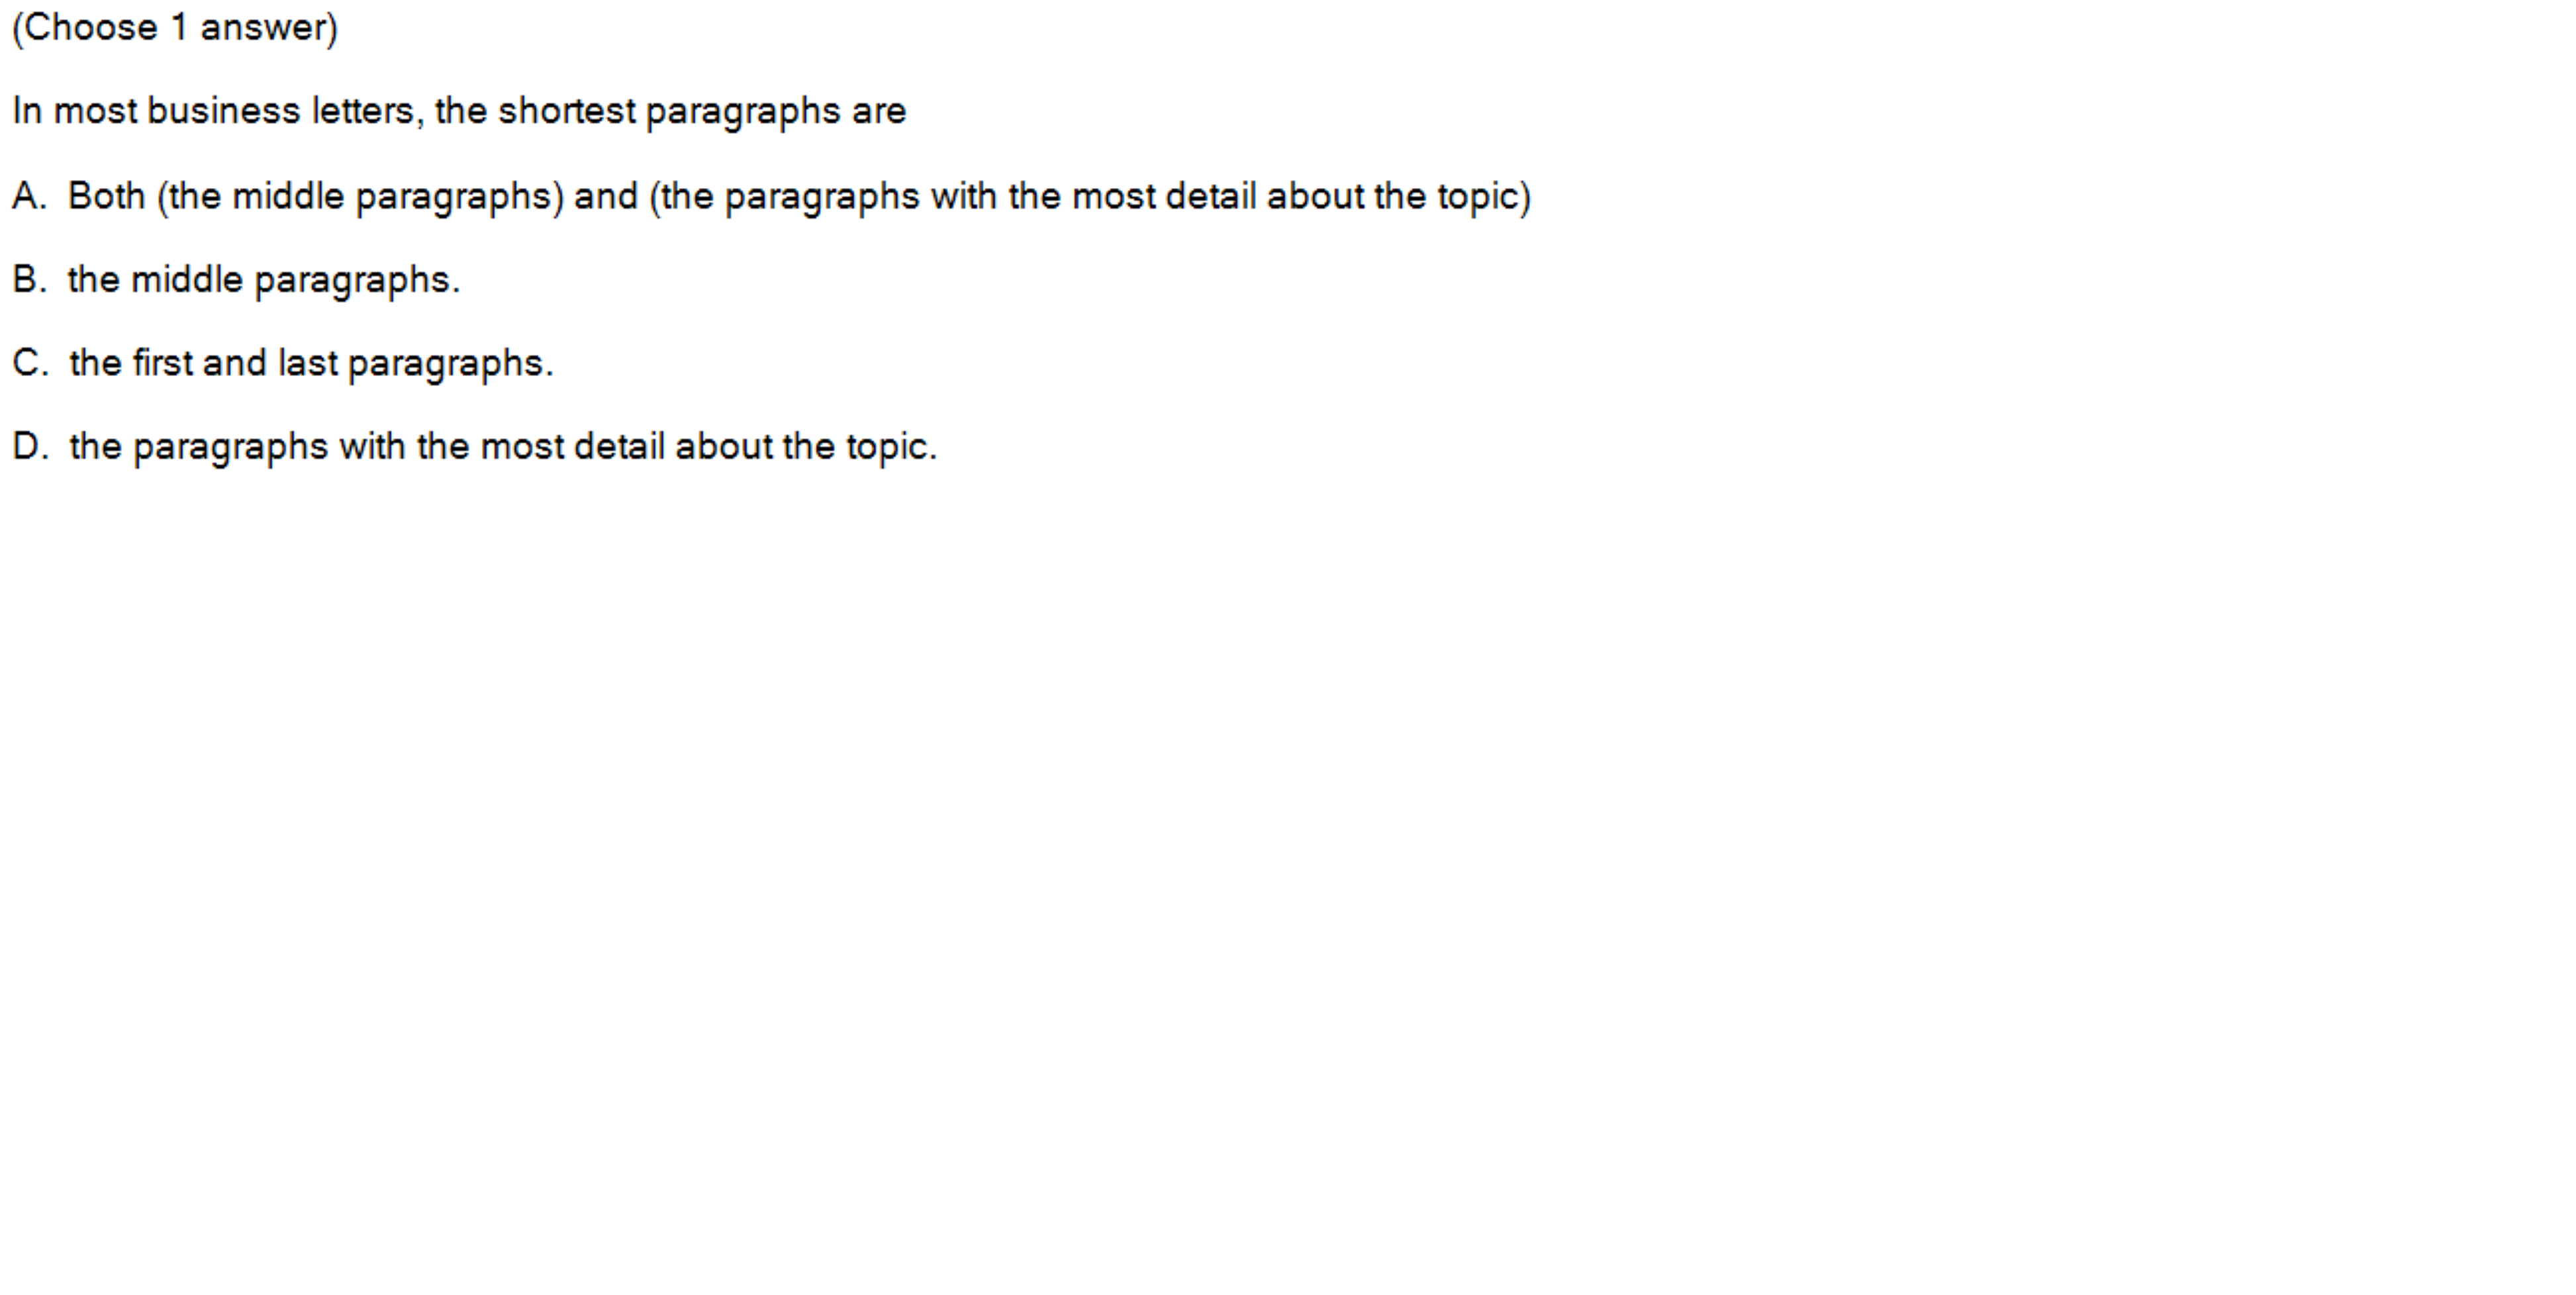 (Choose 1 answer)
In most business letters, the shortest paragraphs are
A. Both (the middle paragraphs) and (the paragraphs with the most detail about the topic)
B. the middle paragraphs.
C. the first and last paragraphs.
D. the paragraphs with the most detail about the topic.